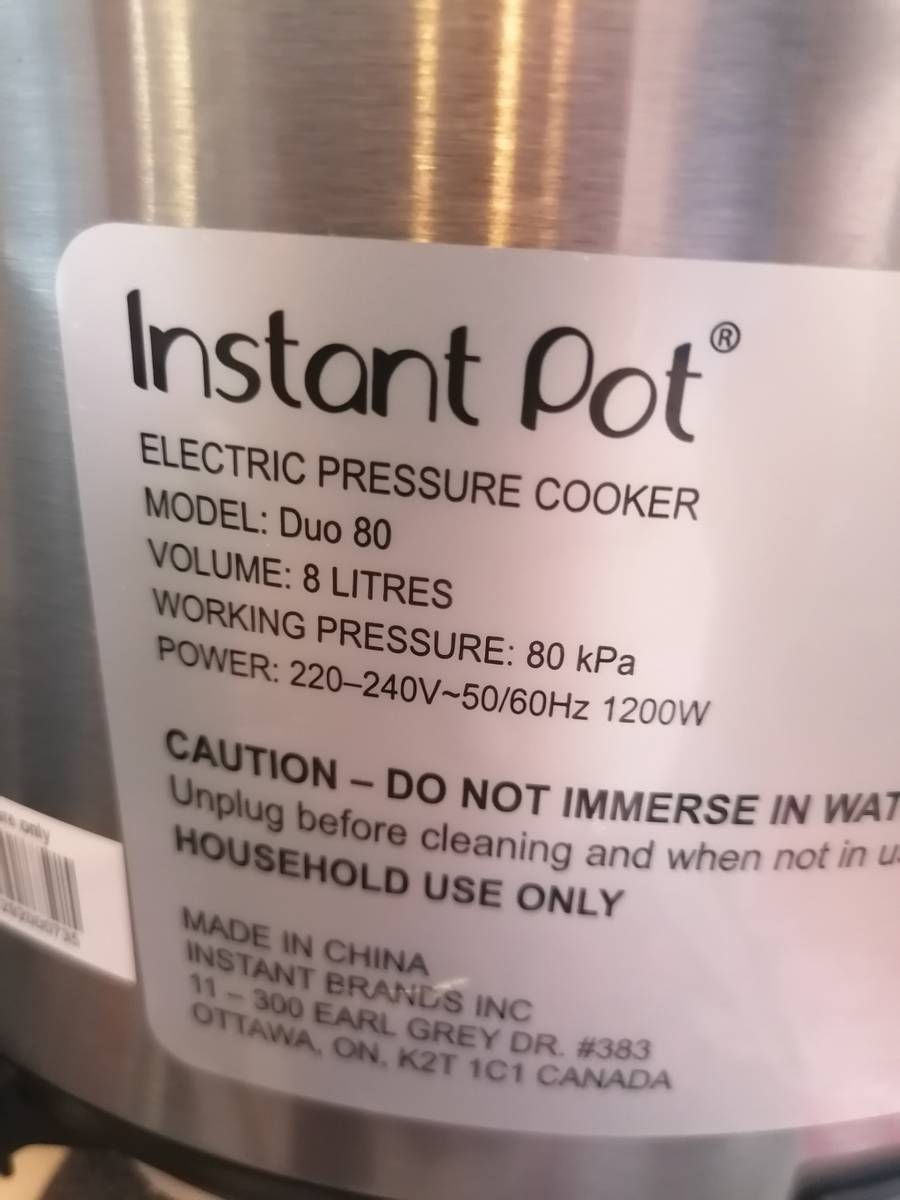 Instant Pot®
ELECTRIC PRESSURE COOKER
MODEL: Duo 80
VOLUME: 8 LITRES
WORKING PRESSURE: 80 kPa
POWER: 220–240V~50/60Hz 1200W
CAUTION – DO NOT IMMERSE IN WAT
Unplug before cleaning and when not in u
HOUSEHOLD USE ONLY
MADE IN CHINA
INSTANT BRANDS INC
11 – 300 EARL GREY DR. #383
OTTAWA, ON, K2T 1C1 CANADA
only